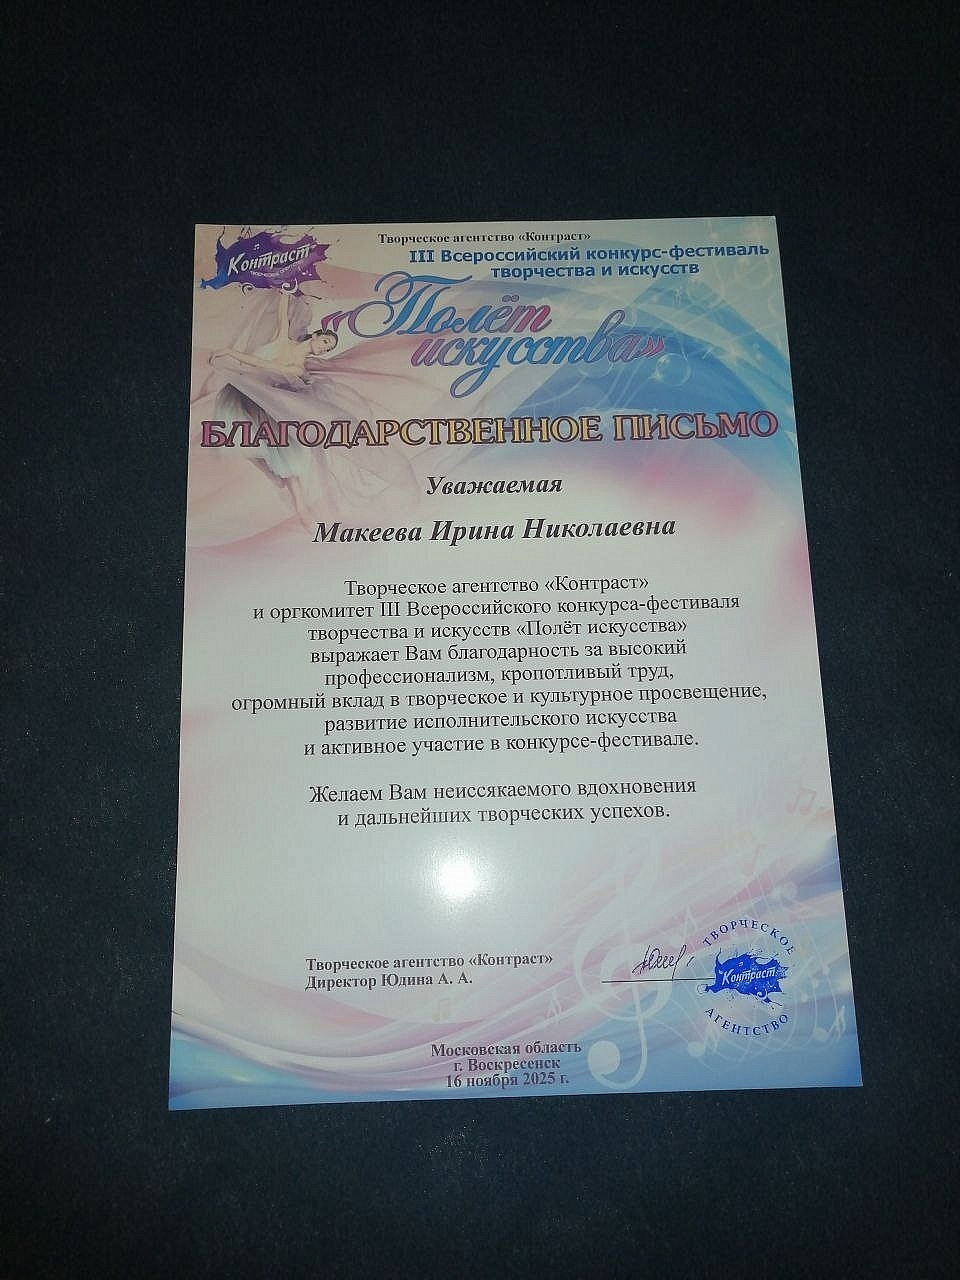 Творческое агентство «Контраст»
Контраст
III Всероссийский конкурс-фестиваль
творчества и искусств
«Полёт
искусства»
БЛАГОДАРСТВЕННОЕ ПИСЬМО
Уважаемая
Макеева Ирина Николаевна
Творческое агентство «Контраст»
и оргкомитет III Всероссийского конкурса-фестиваля
творчества и искусств «Полёт искусства»
выражает Вам благодарность за высокий
профессионализм, кропотливый труд,
огромный вклад в творческое и культурное просвещение,
развитие исполнительского искусства
и активное участие в конкурсе-фестивале.
Желаем Вам неиссякаемого вдохновения
и дальнейших творческих успехов.
Творческое агентство «Контраст»
Директор Юдина А. А.
ТВОРЧЕСКОЕ
Контраст
АГЕНТСТВО
Московская область
г. Воскресенск
16 ноября 2025 г.